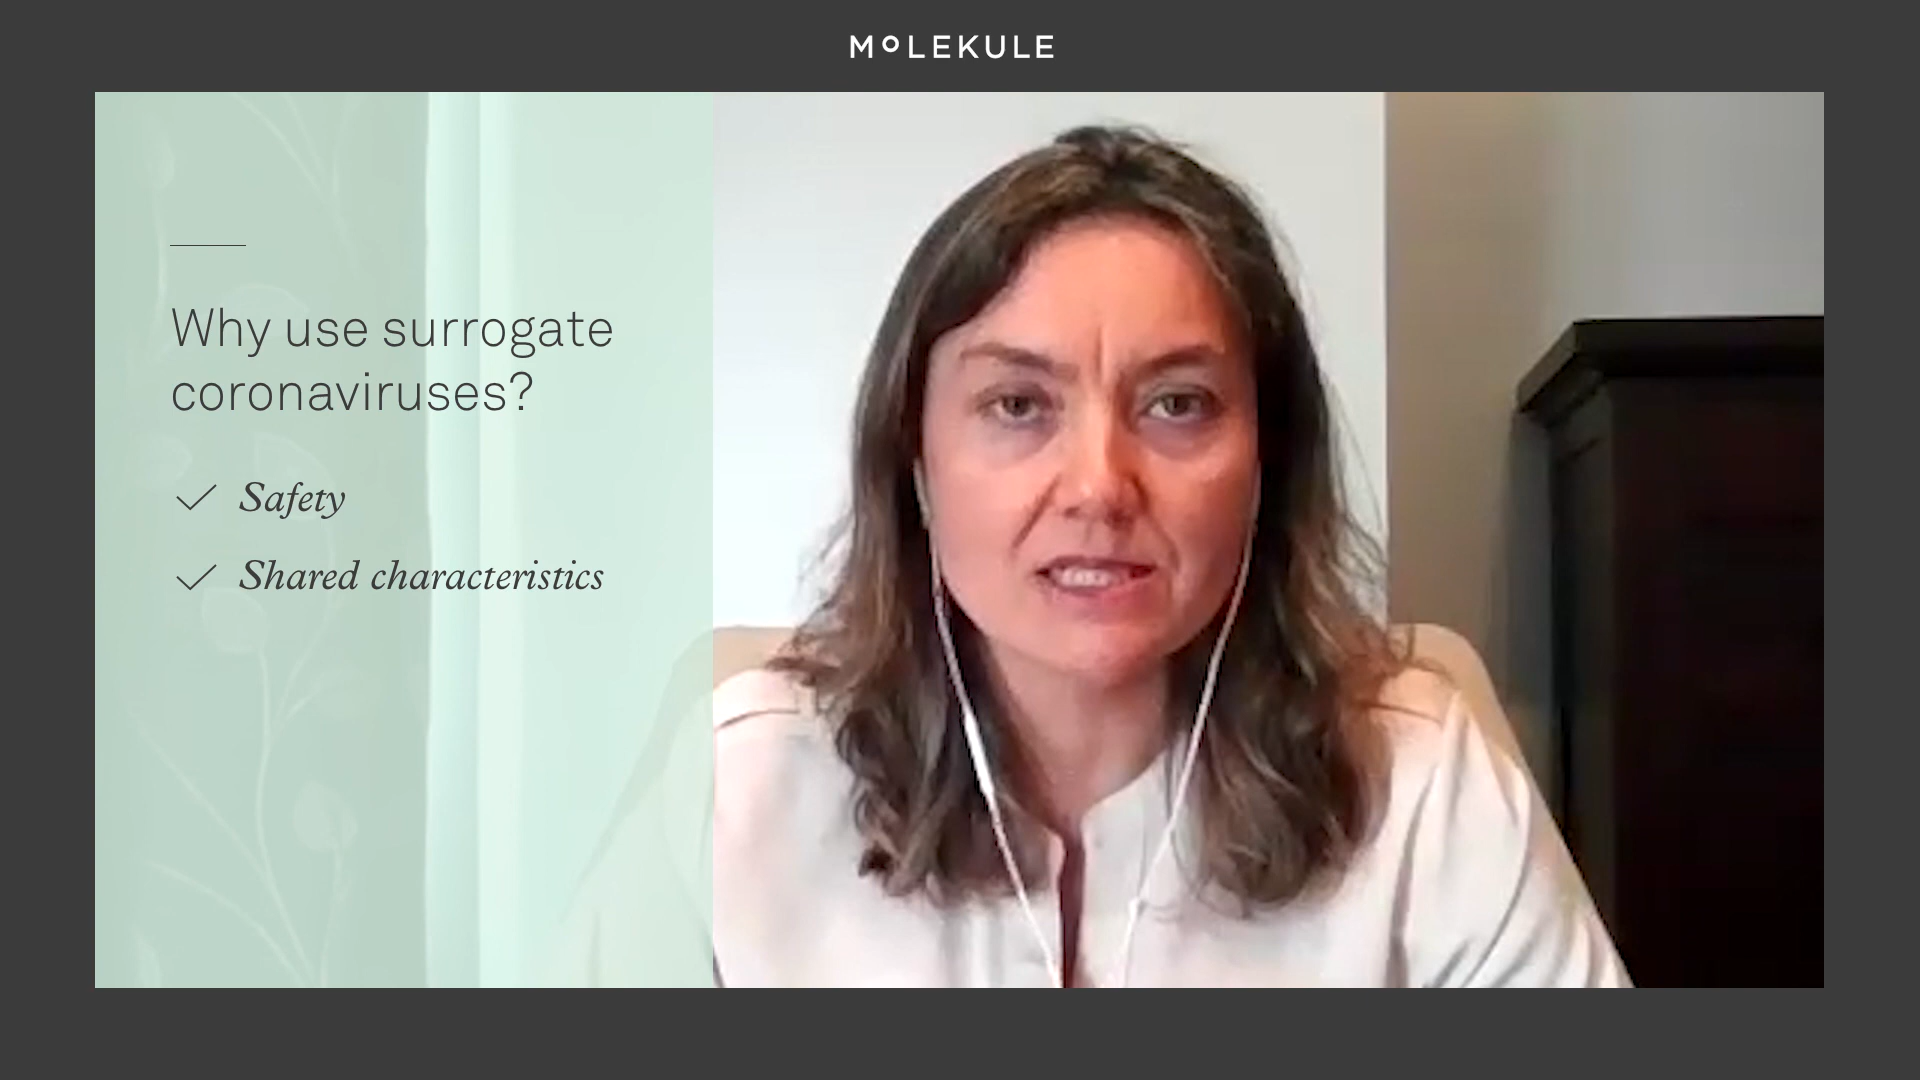 MOLEKULE
Why use surrogate
coronaviruses?
Safety
Shared characteristics